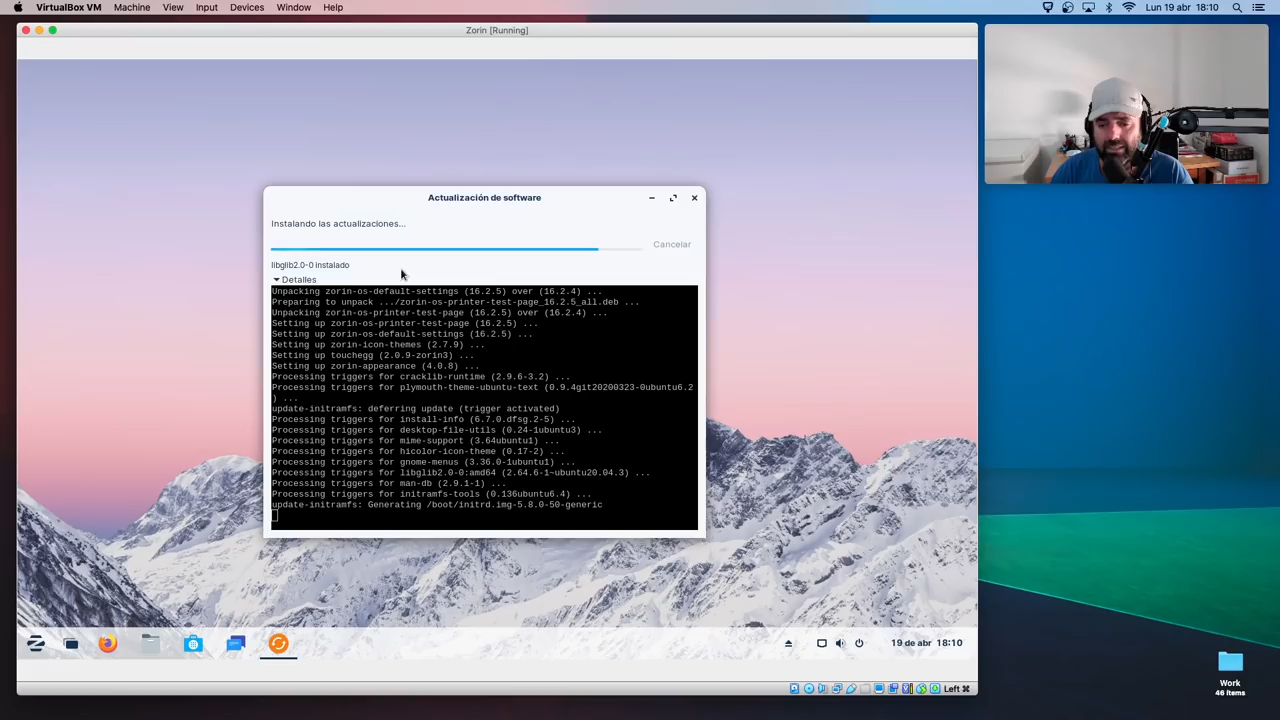 VirtualBox VM Machine View Input Devices Window Help Lun 19 abr 18:10
Zorin [Running]
Actualización de software
Instalando las actualizaciones...
Cancelar
libglib2.0-0 instalado
Detalles
Unpacking zorin-os-default-settings (16.2.5) over (16.2.4) ...
Preparing to unpack .../zorin-os-printer-test-page_16.2.5_all.deb ...
Unpacking zorin-os-printer-test-page (16.2.5) over (16.2.4) ...
Setting up zorin-os-printer-test-page (16.2.5) ...
Setting up zorin-os-default-settings (16.2.5) ...
Setting up zorin-icon-themes (2.7.9) ...
Setting up touchegg (2.0.9-zorin3) ...
Setting up zorin-appearance (4.0.8) ...
Processing triggers for cracklib-runtime (2.9.6-3.2) ...
Processing triggers for plymouth-theme-ubuntu-text (0.9.4git20200323-0ubuntu6.2
) ...
update-initramfs: deferring update (trigger activated)
Processing triggers for install-info (6.7.0.dfsg.2-5) ...
Processing triggers for desktop-file-utils (0.24-1ubuntu3) ...
Processing triggers for mime-support (3.64ubuntu1) ...
Processing triggers for hicolor-icon-theme (0.17-2) ...
Processing triggers for gnome-menus (3.36.0-1ubuntu1) ...
Processing triggers for libglib2.0-0:amd64 (2.64.6-1~ubuntu20.04.3) ...
Processing triggers for man-db (2.9.1-1) ...
Processing triggers for initramfs-tools (0.136ubuntu6.4) ...
update-initramfs: Generating /boot/initrd.img-5.8.0-50-generic
19 de abr 18:10
Left ⌘
Work
46 items